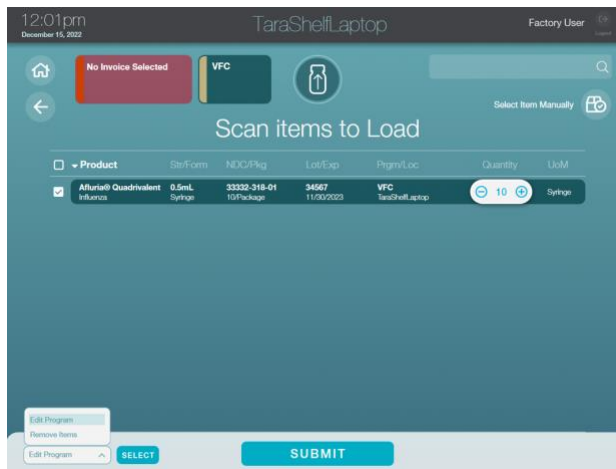 12:01pm
December 15, 2022
TaraShelfLaptop
Factory User
Logout
No Invoice Selected
VFC
Select Item Manually
Scan items to Load
Product Str/Form NDC/Pkg Lot/Exp Prgm/Loc Quantity UoM
Afluria® Quadrivalent 0.5mL 33332-318-01 34567 VFC
Influenza Syringe 10/Package 11/30/2023 TaraShelfLaptop 10 Syringe
Edit Program
Remove Items
Edit Program SELECT SUBMIT